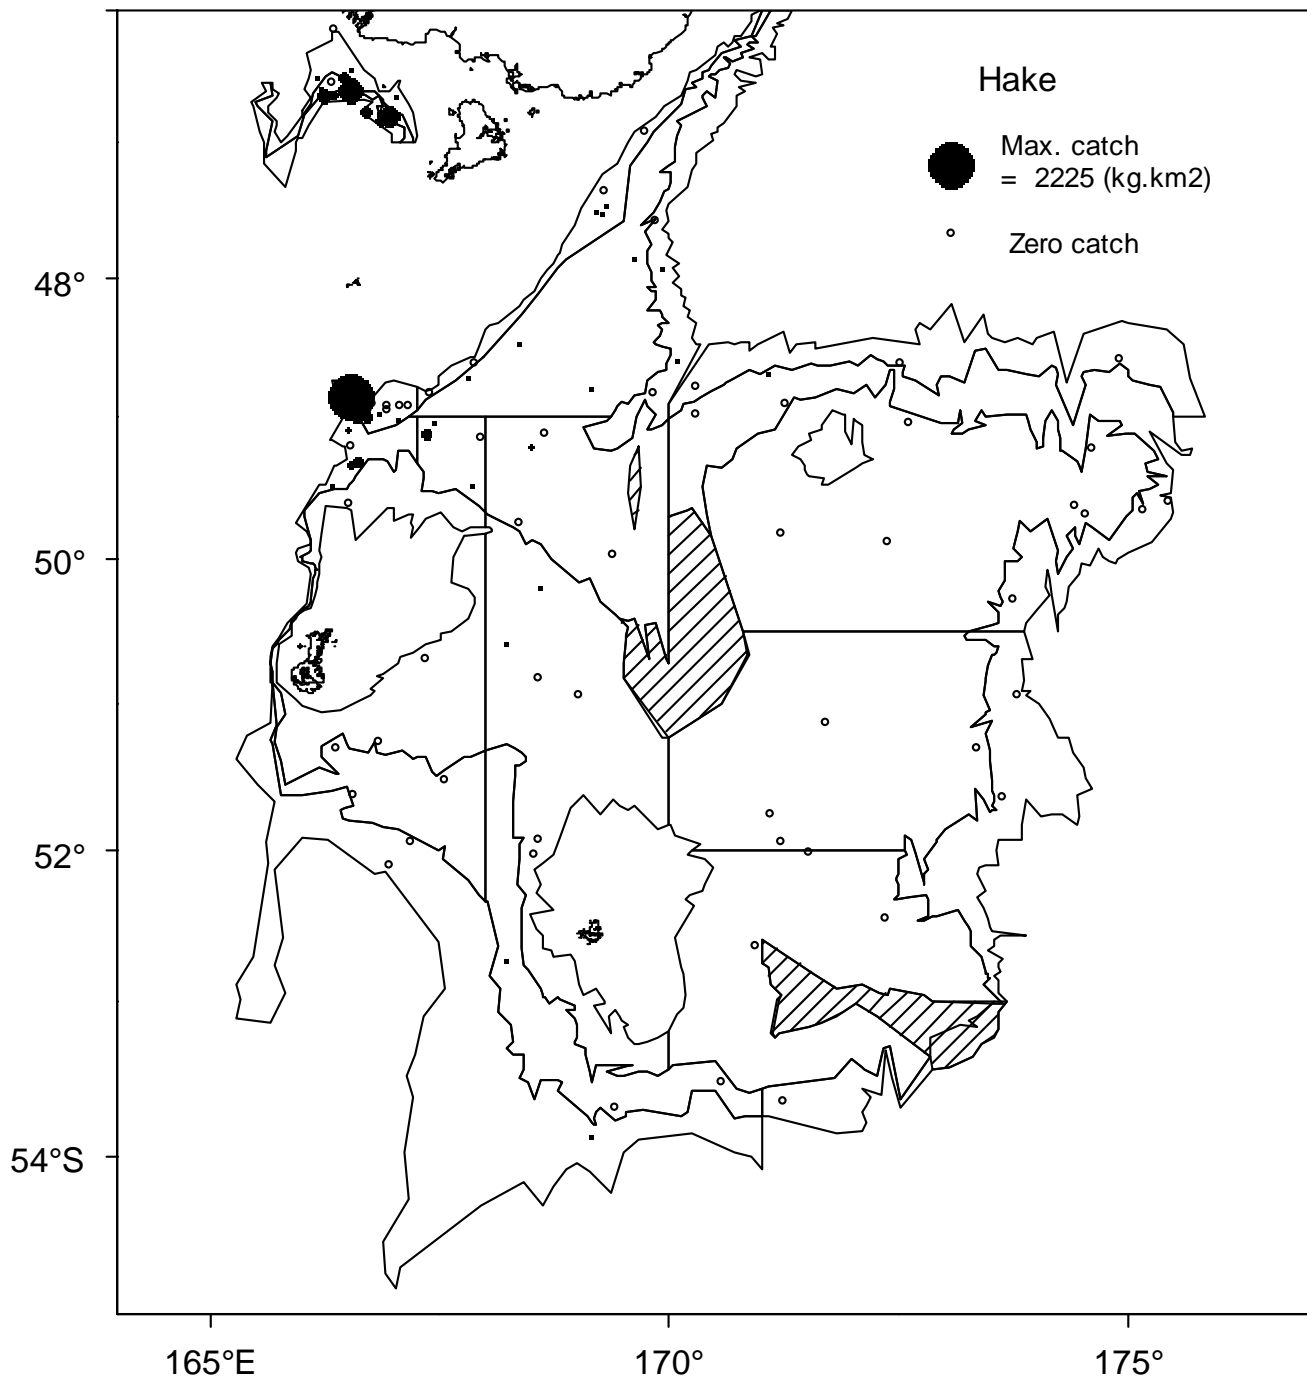 Hake
Max. catch
= 2225 (kg.km2)
Zero catch
48°
50°
52°
54°S
165°E
170°
175°